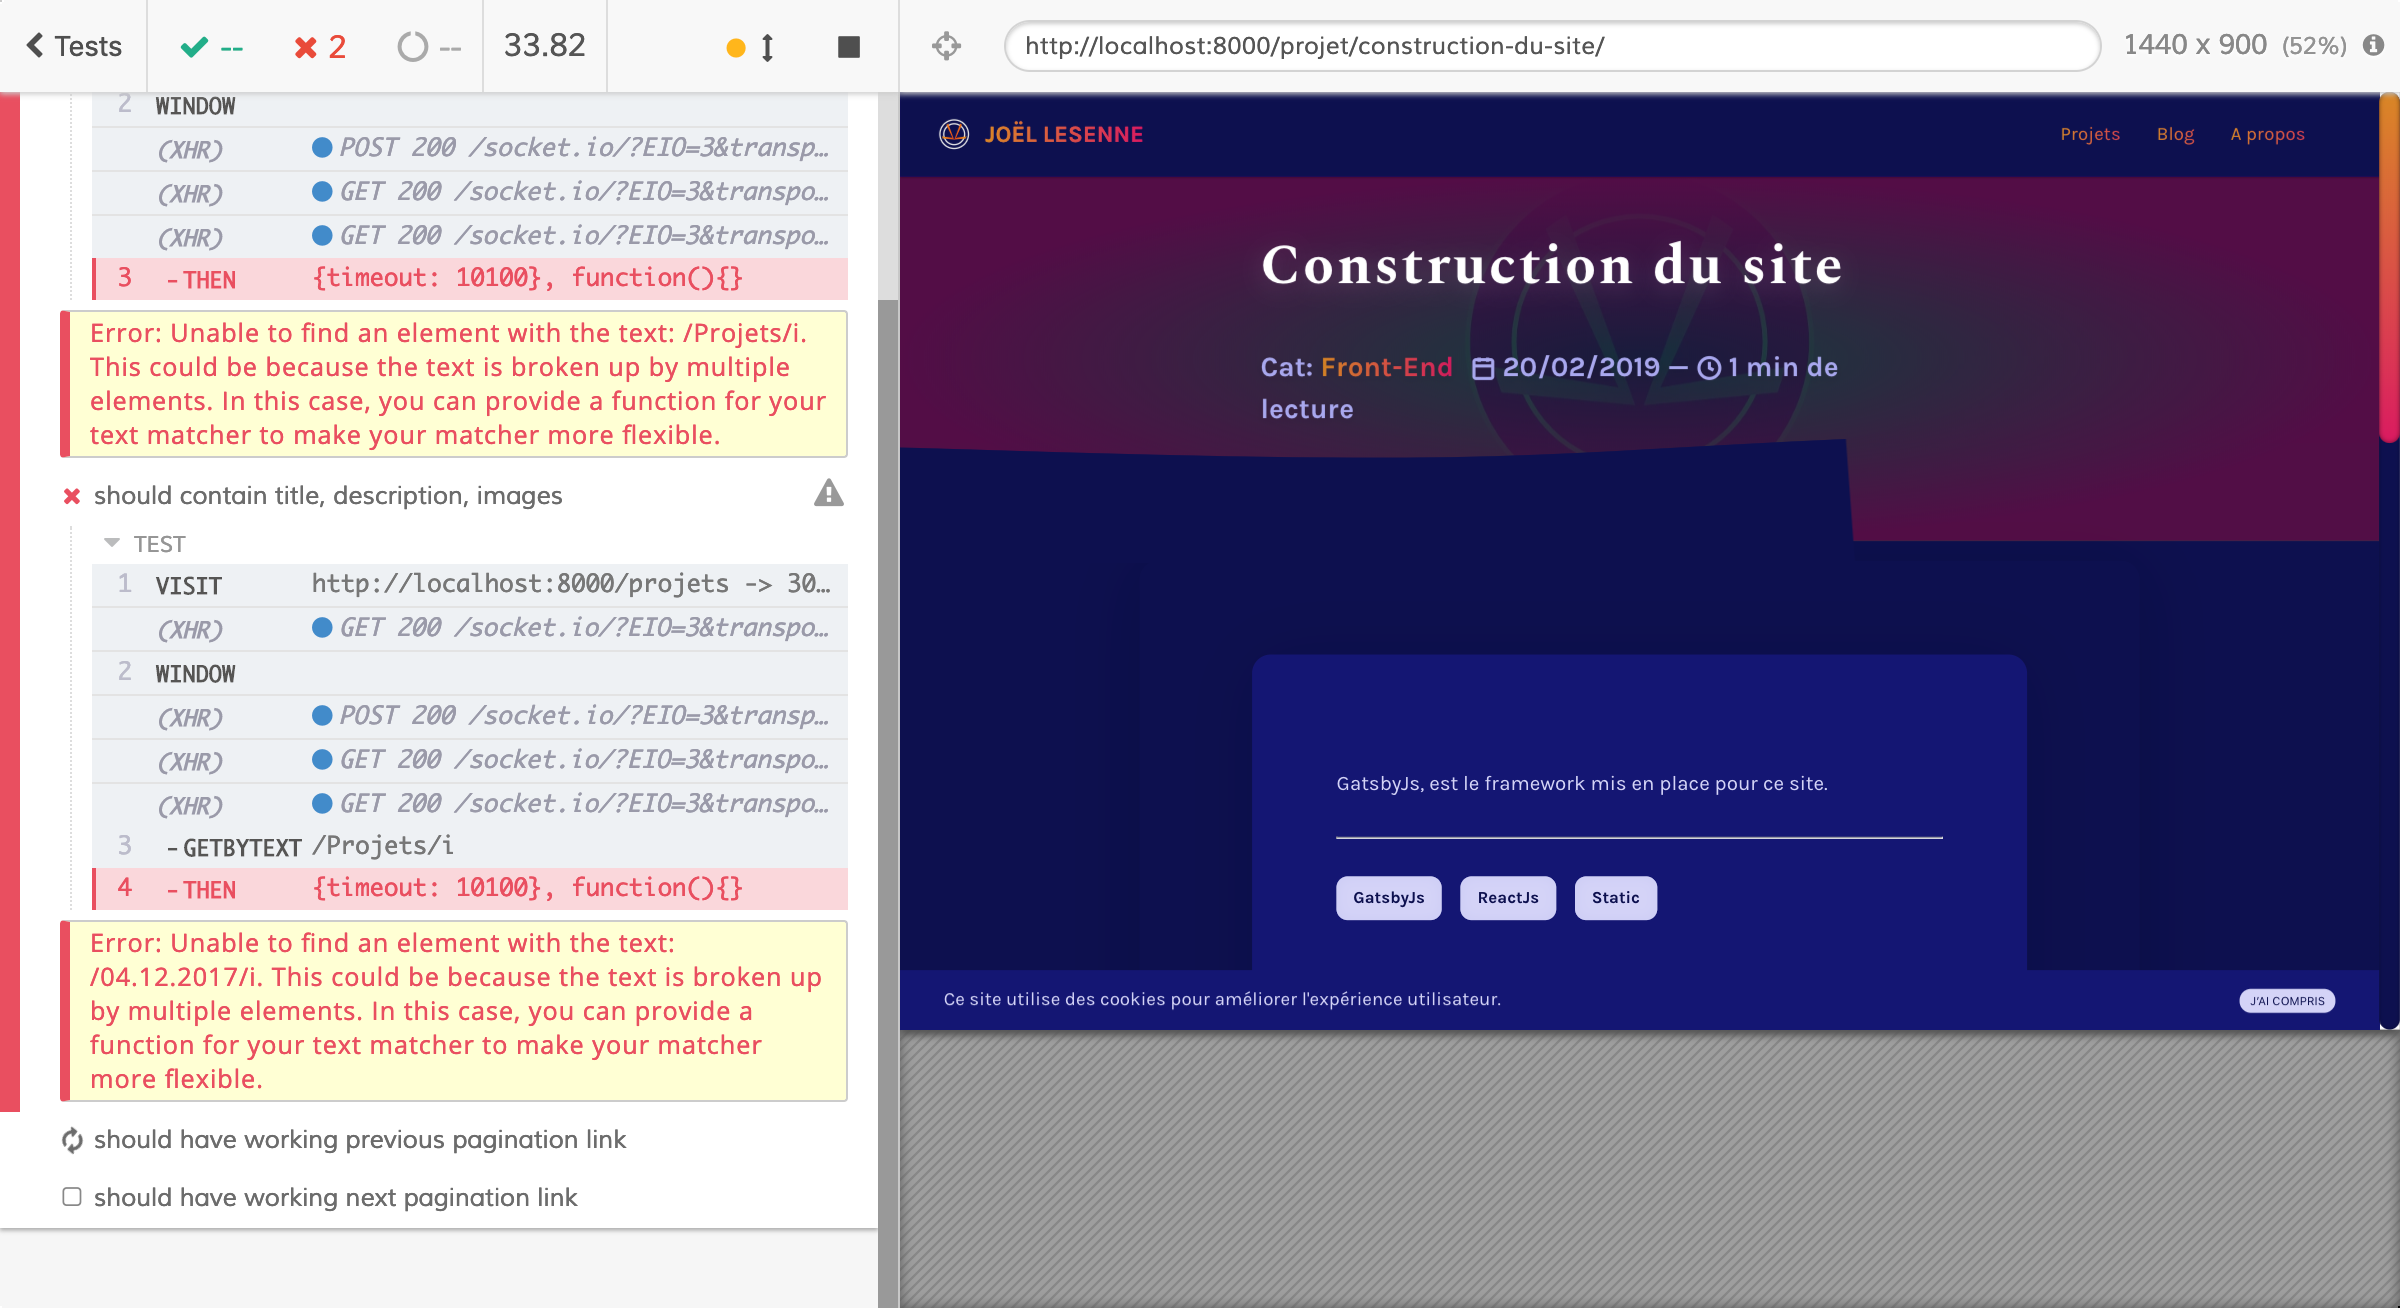 Tests
--
2
--
33.82
http://localhost:8000/projet/construction-du-site/
1440 x 900 (52%)
2 WINDOW
(XHR) POST 200 /socket.io/?EIO=3&transp…
(XHR) GET 200 /socket.io/?EIO=3&transpo…
(XHR) GET 200 /socket.io/?EIO=3&transpo…
3 -THEN {timeout: 10100}, function(){}
Error: Unable to find an element with the text: /Projets/i.
This could be because the text is broken up by multiple
elements. In this case, you can provide a function for your
text matcher to make your matcher more flexible.
should contain title, description, images
TEST
1 VISIT http://localhost:8000/projets -> 30…
(XHR) GET 200 /socket.io/?EIO=3&transpo…
2 WINDOW
(XHR) POST 200 /socket.io/?EIO=3&transp…
(XHR) GET 200 /socket.io/?EIO=3&transpo…
(XHR) GET 200 /socket.io/?EIO=3&transpo…
3 -GETBYTEXT /Projets/i
4 -THEN {timeout: 10100}, function(){}
Error: Unable to find an element with the text:
/04.12.2017/i. This could be because the text is broken up
by multiple elements. In this case, you can provide a
function for your text matcher to make your matcher
more flexible.
should have working previous pagination link
should have working next pagination link
JOËL LESENNE
Projets Blog A propos
Construction du site
Cat: Front-End 20/02/2019 — 1 min de
lecture
GatsbyJs, est le framework mis en place pour ce site.
GatsbyJs ReactJs Static
Ce site utilise des cookies pour améliorer l'expérience utilisateur.
J'AI COMPRIS